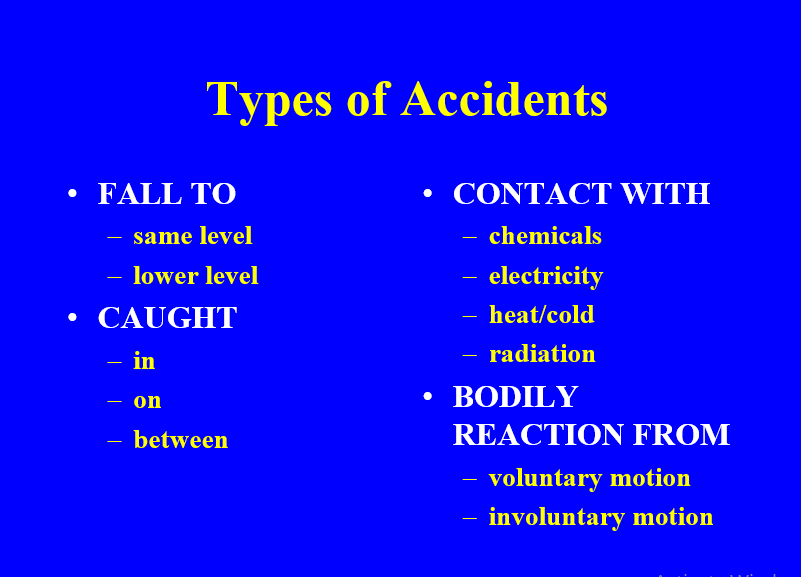 Types of Accidents
• FALL TO
– same level
– lower level
• CAUGHT
– in
– on
– between
• CONTACT WITH
– chemicals
– electricity
– heat/cold
– radiation
• BODILY
REACTION FROM
– voluntary motion
– involuntary motion